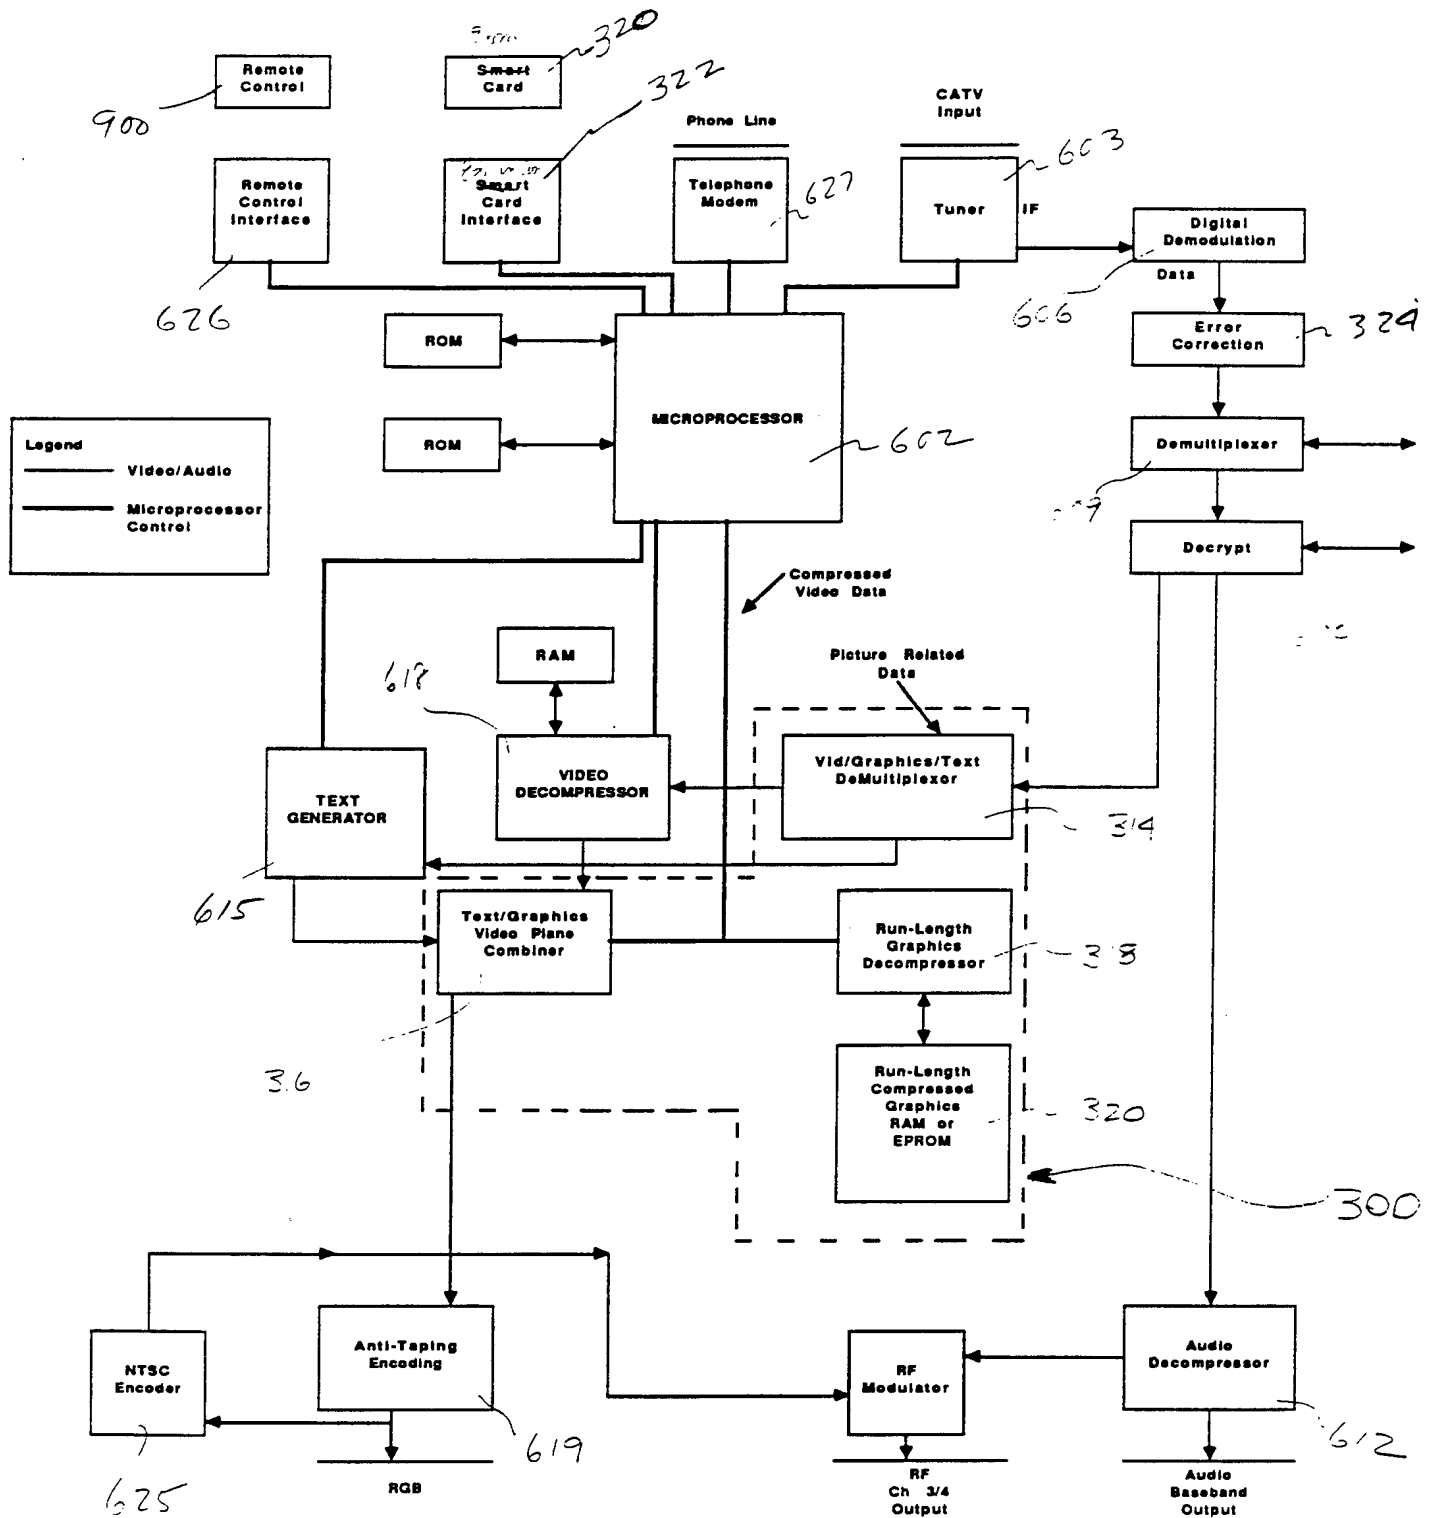 320
Remote
Control
Smart
Card
322
900
Phone Line
CATV
Input
603
Remote
Control
Interface
Smart
Card
Interface
Telephone
Modem
627
Tuner
IF
Digital
Demodulation
Data
626
606
ROM
MICROPROCESSOR
Error
Correction
324
ROM
602
Demultiplexer
Legend
Video/Audio
Microprocessor
Control
Decrypt
Compressed
Video Data
RAM
Picture Related
Data
618
TEXT
GENERATOR
VIDEO
DECOMPRESSOR
Vid/Graphics/Text
DeMultiplexor
314
615
Text/Graphics
Video Plane
Combiner
Run-Length
Graphics
Decompressor
318
Run-Length
Compressed
Graphics
RAM or
EPROM
320
300
NTSC
Encoder
Anti-Taping
Encoding
RF
Modulator
Audio
Decompressor
625
619
612
RGB
RF
Ch 3/4
Output
Audio
Baseband
Output